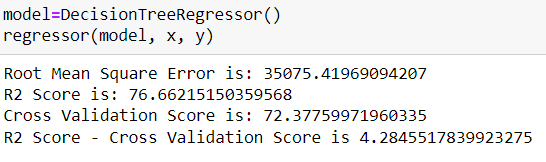 model=DecisionTreeRegressor()
regressor(model, x, y)
Root Mean Square Error is: 35075.41969094207
R2 Score is: 76.66215150359568
Cross Validation Score is: 72.37759971960335
R2 Score - Cross Validation Score is 4.2845517839923275